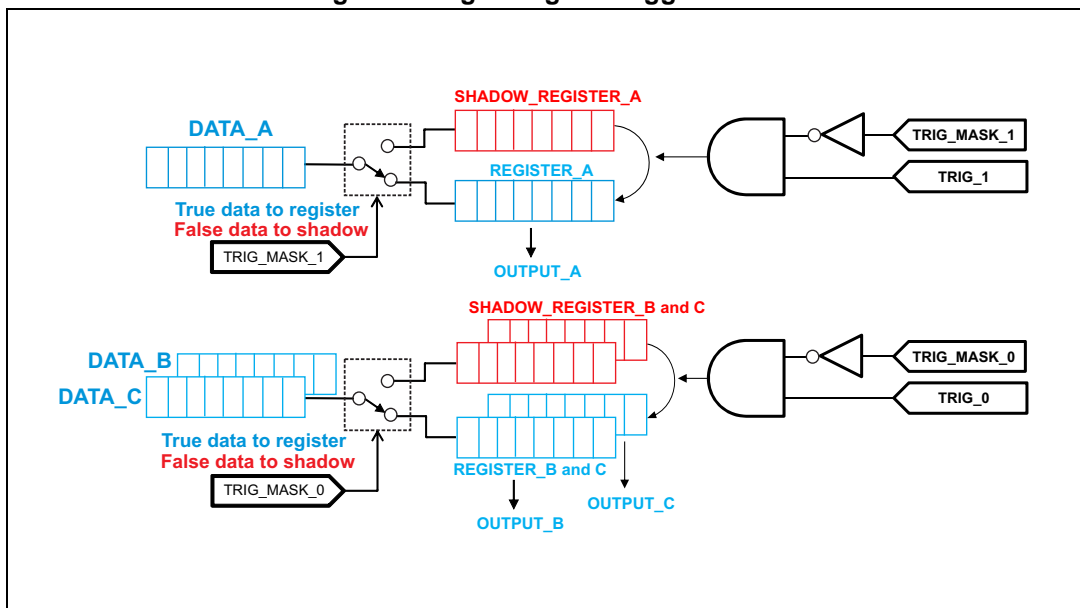 SHADOW_REGISTER_A
DATA_A
TRIG_MASK_1
REGISTER_A
TRIG_1
True data to register
False data to shadow
TRIG_MASK_1
OUTPUT_A
SHADOW_REGISTER_B and C
DATA_B
TRIG_MASK_0
DATA_C
TRIG_0
True data to register
False data to shadow
REGISTER_B and C
TRIG_MASK_0
OUTPUT_C
OUTPUT_B